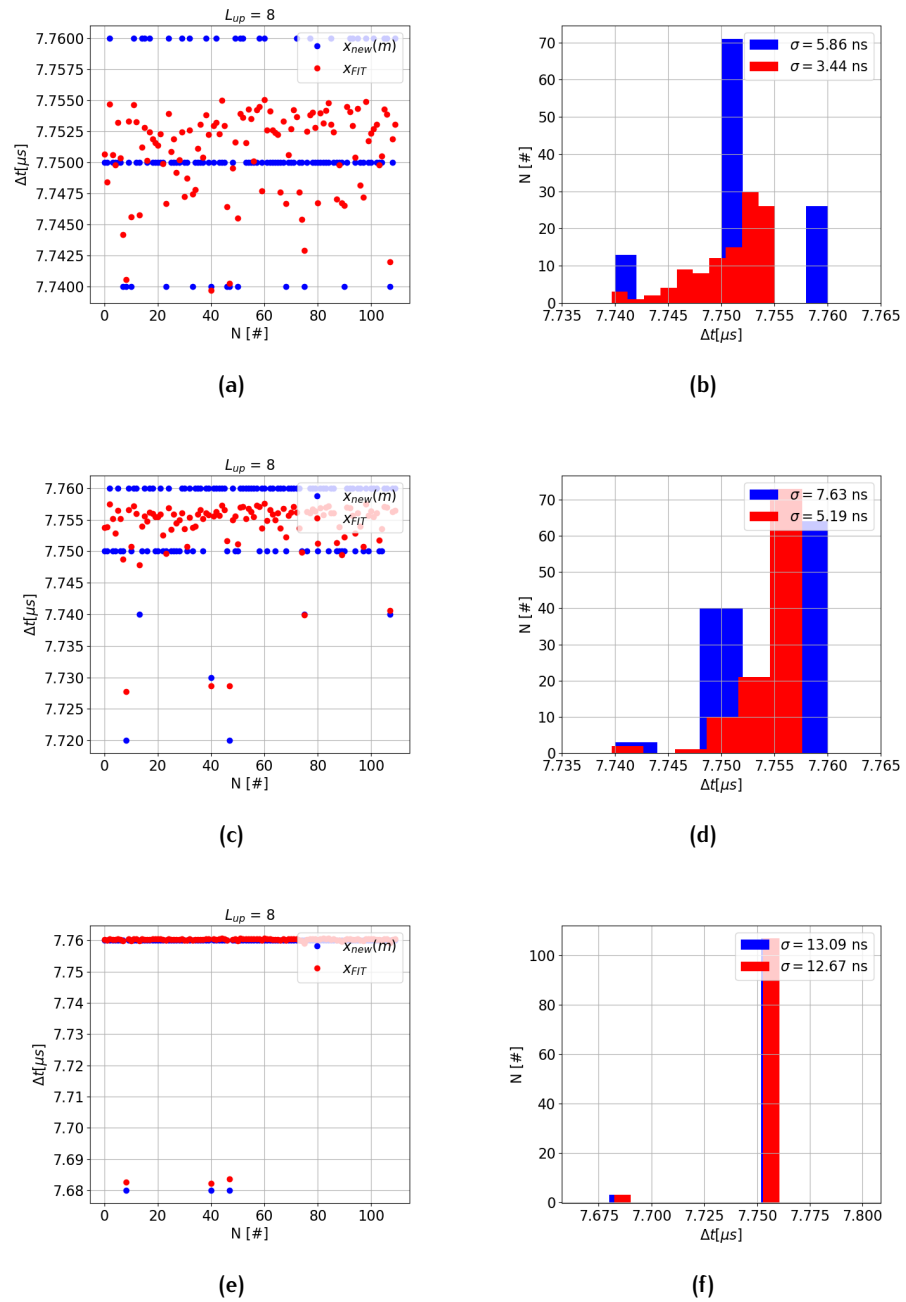 L_up = 8
7.7600
7.7575
7.7550
7.7525
7.7500
7.7475
7.7450
7.7425
7.7400
Δt[μs]
x_new(m)
x_FIT
0 20 40 60 80 100
N [#]
(a)
70
60
50
40
30
20
10
0
N [#]
σ = 5.86 ns
σ = 3.44 ns
7.735 7.740 7.745 7.750 7.755 7.760 7.765
Δt[μs]
(b)
L_up = 8
7.760
7.755
7.750
7.745
7.740
7.735
7.730
7.725
7.720
Δt[μs]
x_new(m)
x_FIT
0 20 40 60 80 100
N [#]
(c)
70
60
50
40
30
20
10
0
N [#]
σ = 7.63 ns
σ = 5.19 ns
7.735 7.740 7.745 7.750 7.755 7.760 7.765
Δt[μs]
(d)
L_up = 8
7.76
7.75
7.74
7.73
7.72
7.71
7.70
7.69
7.68
Δt[μs]
x_new(m)
x_FIT
0 20 40 60 80 100
N [#]
(e)
100
80
60
40
20
0
N [#]
σ = 13.09 ns
σ = 12.67 ns
7.675 7.700 7.725 7.750 7.775 7.800
Δt[μs]
(f)